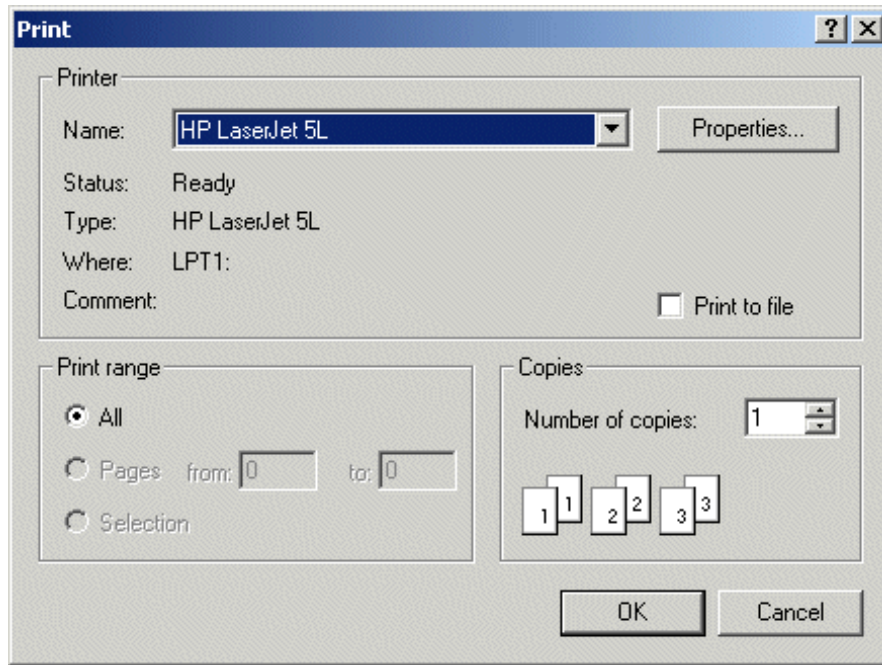 Print
Printer
Name: HP LaserJet 5L Properties...
Status: Ready
Type: HP LaserJet 5L
Where: LPT1:
Comment:
Print to file
Print range
All
Pages from: 0 to: 0
Selection
Copies
Number of copies: 1
1 1 2 2 3 3
OK Cancel